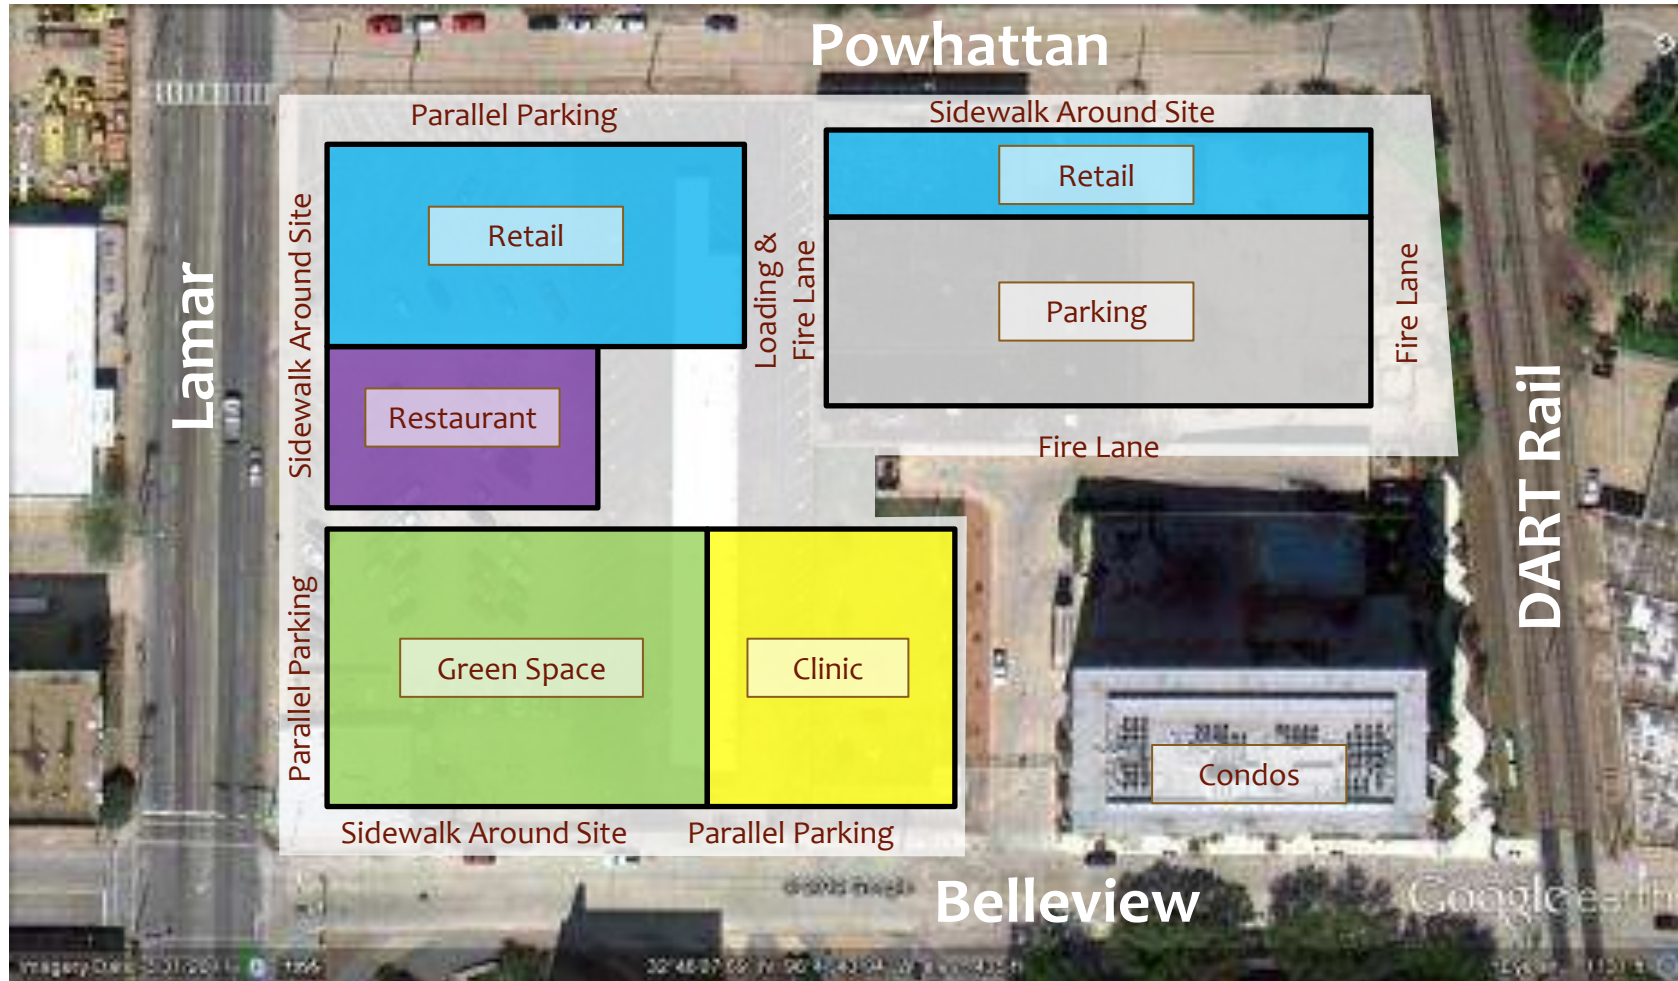 Powhattan
Parallel Parking
Sidewalk Around Site
Retail
Retail
Sidewalk Around Site
Loading &
Fire Lane
Parking
Fire Lane
Lamar
Restaurant
Fire Lane
DART Rail
Parallel Parking
Green Space
Clinic
Condos
Sidewalk Around Site
Parallel Parking
Belleview
Google earth